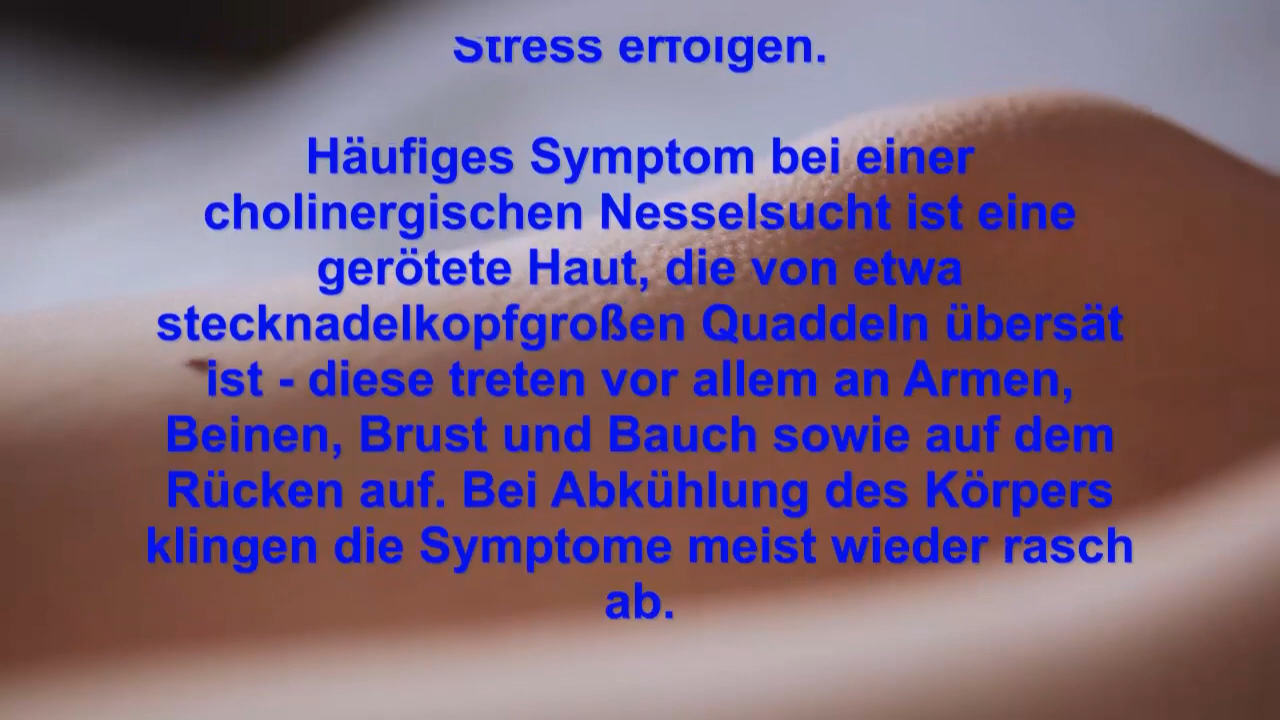 Stress erfolgen.
Häufiges Symptom bei einer
cholinergischen Nesselsucht ist eine
gerötete Haut, die von etwa
stecknadelkopfgroßen Quaddeln übersät
ist - diese treten vor allem an Armen,
Beinen, Brust und Bauch sowie auf dem
Rücken auf. Bei Abkühlung des Körpers
klingen die Symptome meist wieder rasch
ab.